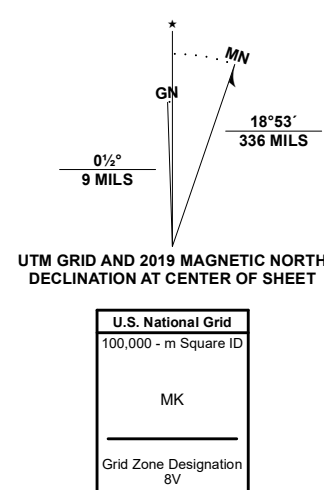 ★
MN
GN
18°53´
336 MILS
0½°
9 MILS
UTM GRID AND 2019 MAGNETIC NORTH
DECLINATION AT CENTER OF SHEET
U.S. National Grid
100,000 - m Square ID
MK
Grid Zone Designation
8V